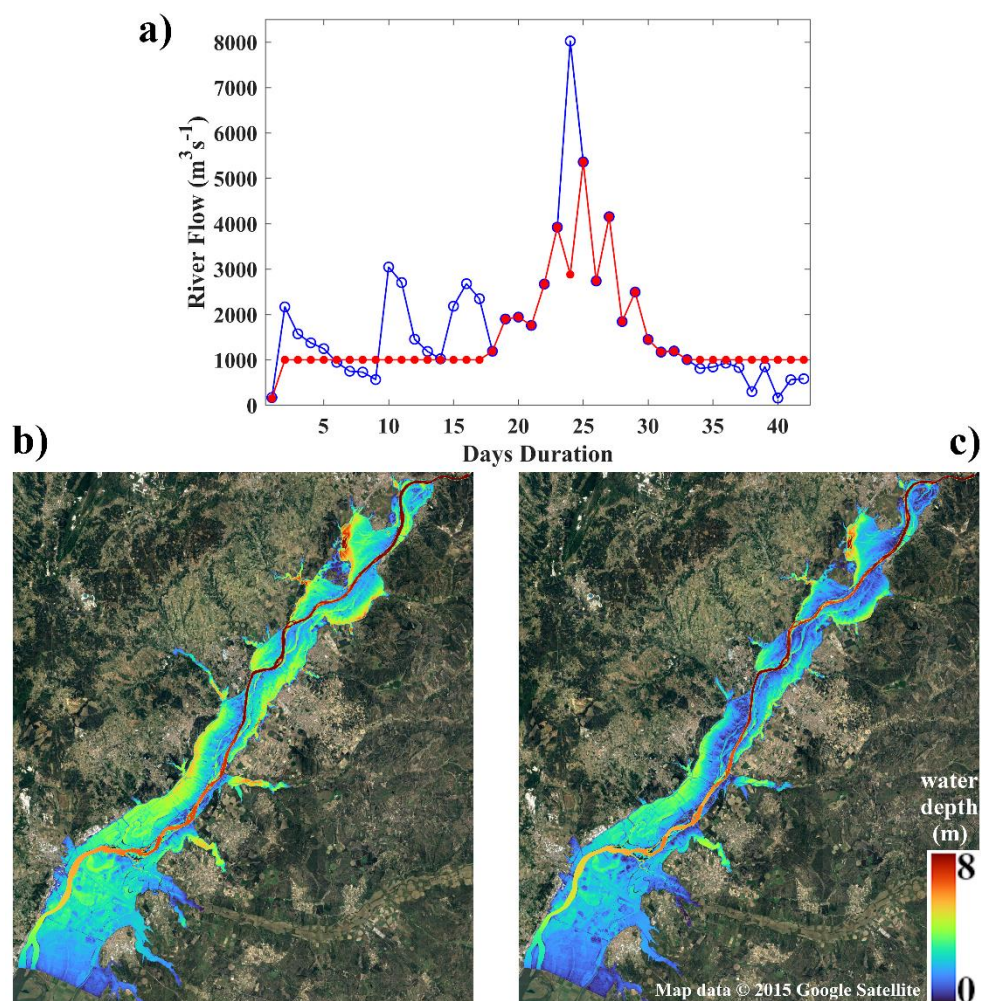 a)
8000
7000
6000
5000
4000
3000
2000
1000
0
River Flow (m³s⁻¹)
5 10 15 20 25 30 35 40
Days Duration
b)
c)
water
depth
(m)
8
0
Map data © 2015 Google Satellite